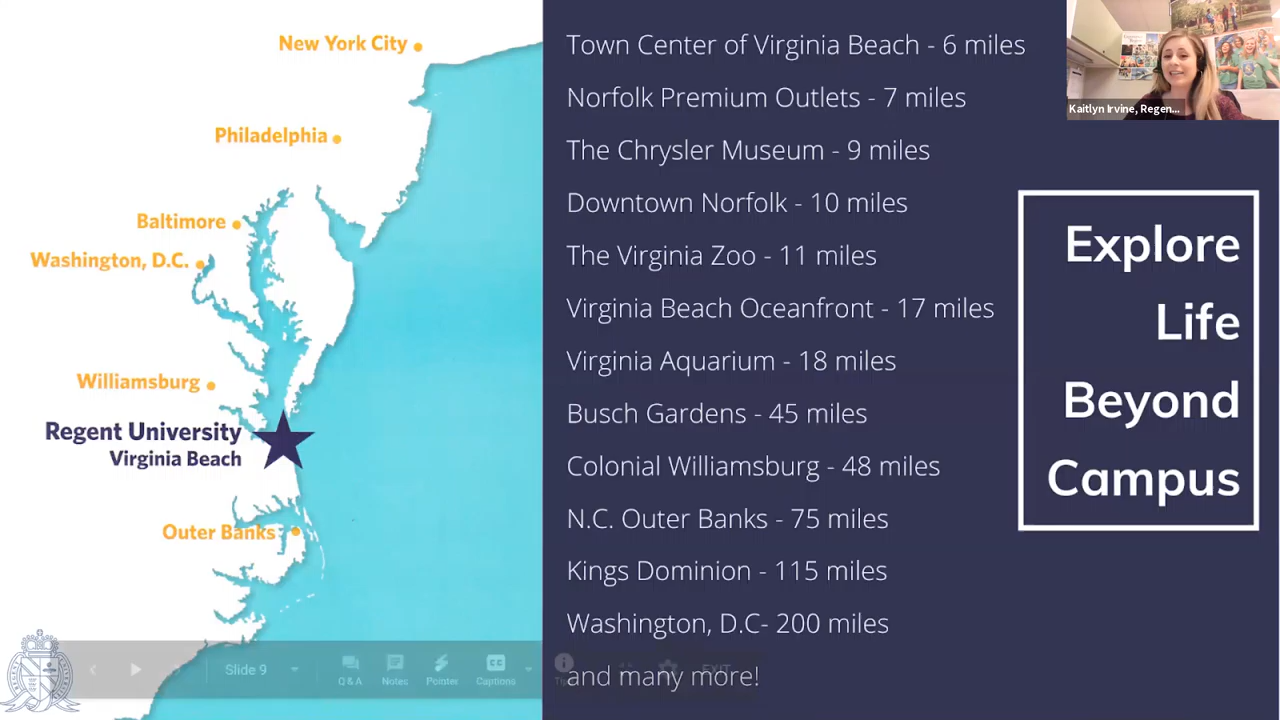 New York City
Philadelphia
Baltimore
Washington, D.C.
Williamsburg
Regent University
Virginia Beach
Outer Banks
Town Center of Virginia Beach - 6 miles
Norfolk Premium Outlets - 7 miles
The Chrysler Museum - 9 miles
Downtown Norfolk - 10 miles
The Virginia Zoo - 11 miles
Virginia Beach Oceanfront - 17 miles
Virginia Aquarium - 18 miles
Busch Gardens - 45 miles
Colonial Williamsburg - 48 miles
N.C. Outer Banks - 75 miles
Kings Dominion - 115 miles
Washington, D.C- 200 miles
and many more!
Kaitlyn Irvine, Regen...
Explore
Life
Beyond
Campus
Slide 9
Q & A
Notes
Pointer
CC
Captions
EXIT